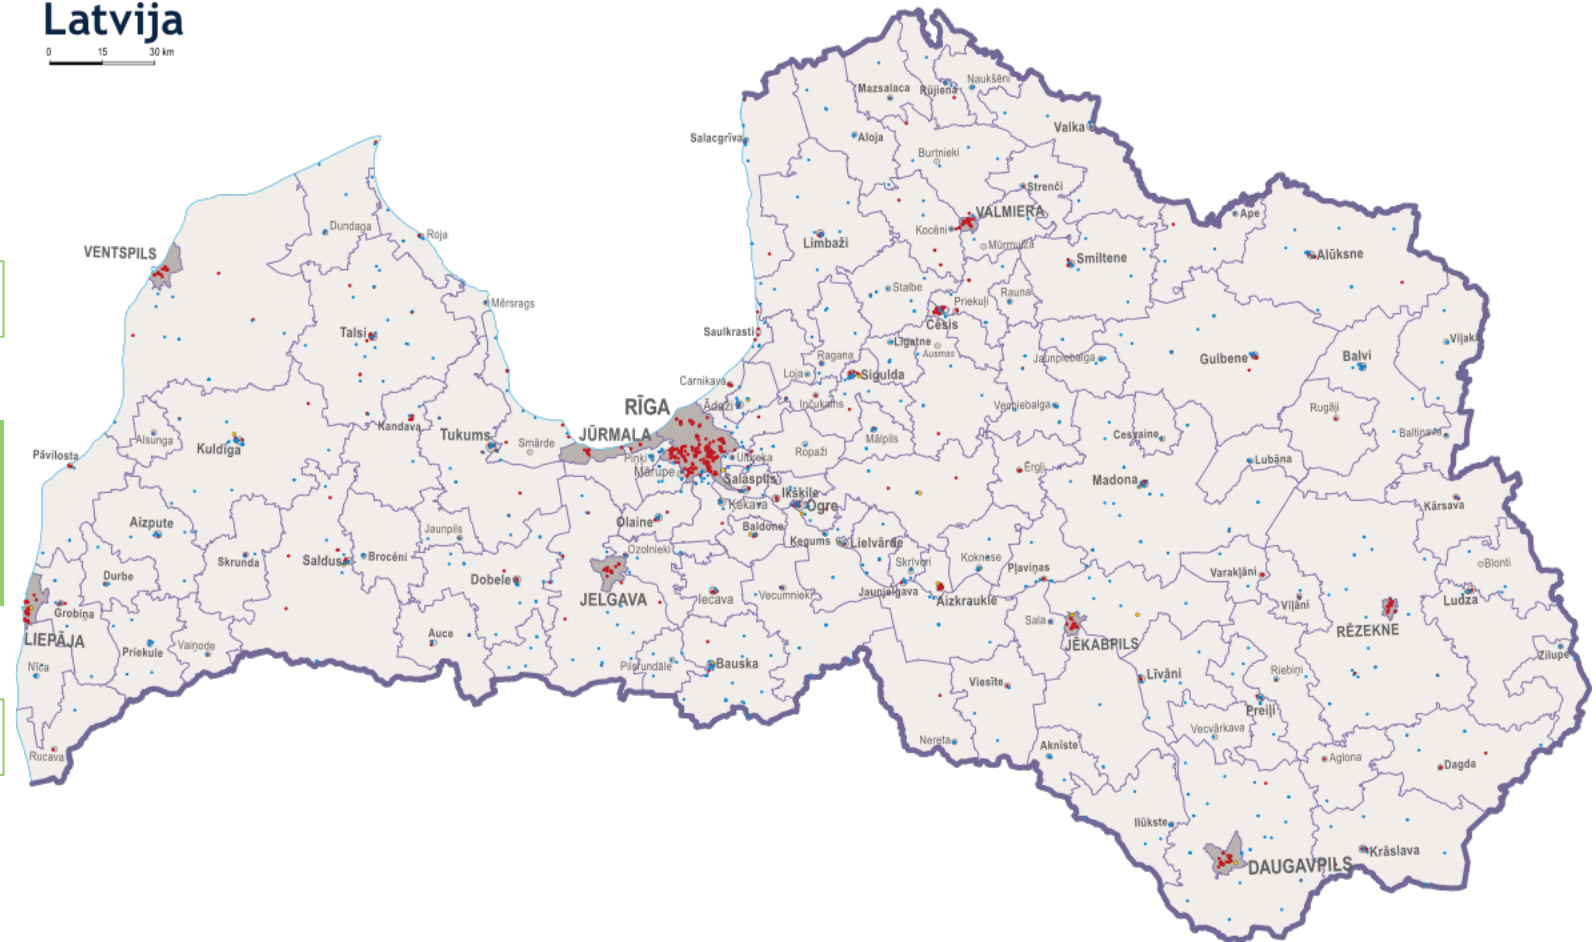 Latvija
0 15 30 km
Mazsalaca
Rūjiena
Naukšēni
Salacgrīva
Aloja
Valka
Burtnieki
Strenči
VALMIERA
Ape
Dundaga
Roja
Kocēni
Limbaži
Mūrmuiža
VENTSPILS
Smiltene
Alūksne
Stalbe
Priekuļi
Rauna
Mērsrags
Cēsis
Talsi
Saulkrasti
Līgatne
Ausmas
Viļaka
Ragana
Jaunpiebalga
Gulbene
Balvi
Loja
Sigulda
Carnikava
Inčukalns
RĪGA
Ādaži
Vecpiebalga
Rugāji
Kandava
Tukums
JŪRMALA
Mālpils
Cesvaine
Baltinava
Alsunga
Kuldīga
Smārde
Ropaži
Pāvilosta
Piņķi
Ulbroka
Mārupe
Ērgļi
Lubāna
Salaspils
Madona
Ikšķile
Ķekava
Ogre
Kārsava
Aizpute
Olaine
Baldone
Jaunpils
Ķegums
Lielvārde
Ozolnieki
Koknese
Skrunda
Saldus
Brocēni
Skrīveri
Pļaviņas
Varakļāni
Blonti
Durbe
Dobele
JELGAVA
Iecava
Vecumnieki
Jaunjelgava
Aizkraukle
Viļāni
Ludza
Grobiņa
Sala
RĒZEKNE
LIEPĀJA
Auce
JĒKABPILS
Priekule
Vaiņode
Zilupe
Nīca
Pilsrundāle
Bauska
Viesīte
Līvāni
Riebiņi
Preiļi
Vecvārkava
Nereta
Aknīste
Rucava
Aglona
Dagda
Ilūkste
Krāslava
DAUGAVPILS